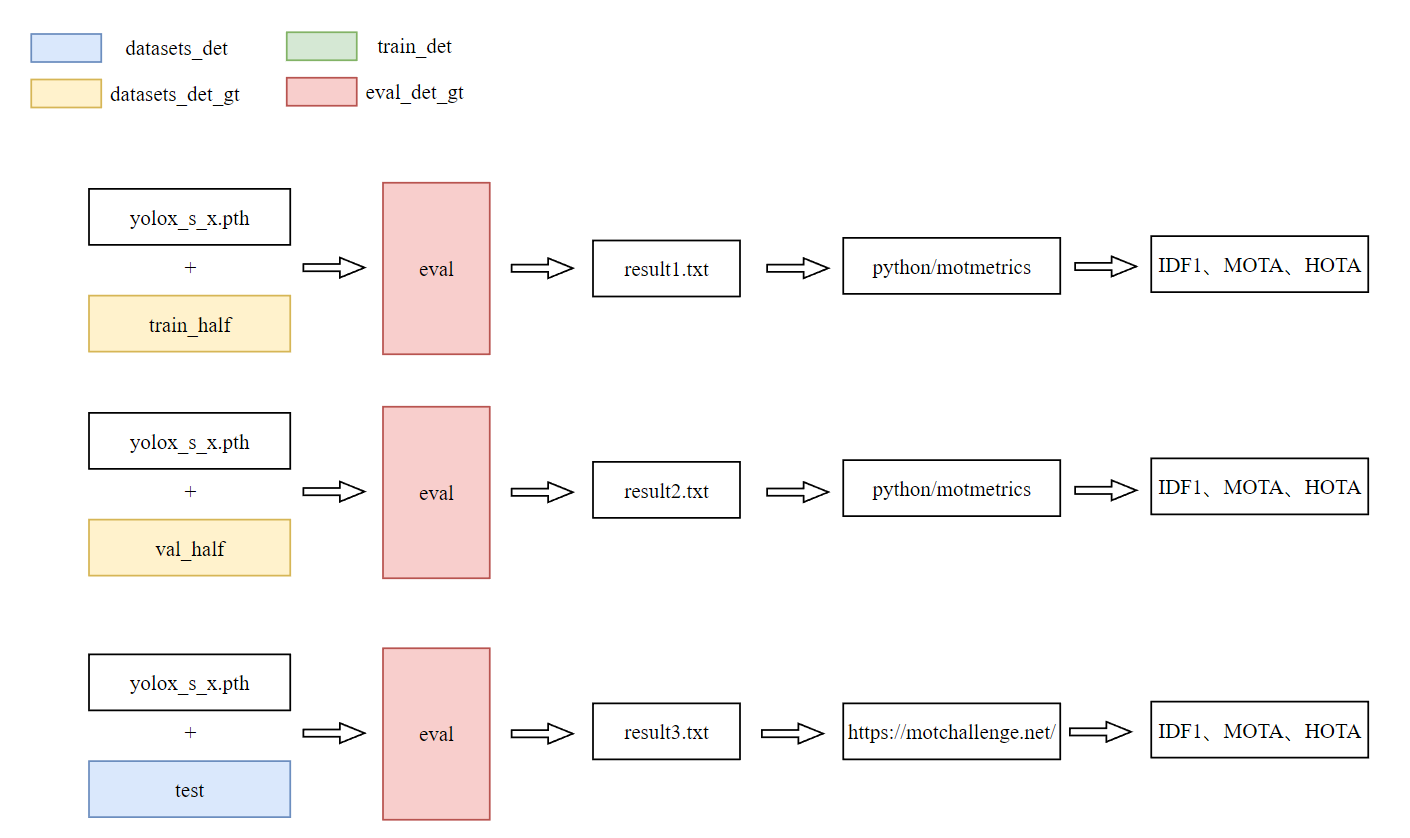 datasets_det
train_det
datasets_det_gt
eval_det_gt
yolox_s_x.pth
+
train_half
eval
result1.txt
python/motmetrics
IDF1、MOTA、HOTA
yolox_s_x.pth
+
val_half
eval
result2.txt
python/motmetrics
IDF1、MOTA、HOTA
yolox_s_x.pth
+
test
eval
result3.txt
https://motchallenge.net/
IDF1、MOTA、HOTA